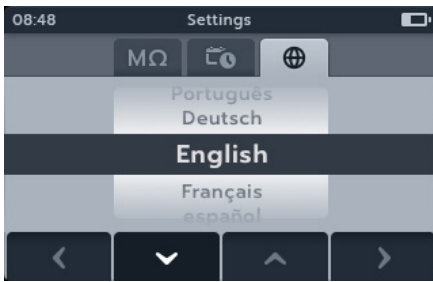 08:48 Settings
MΩ
Português
Deutsch
English
Français
español